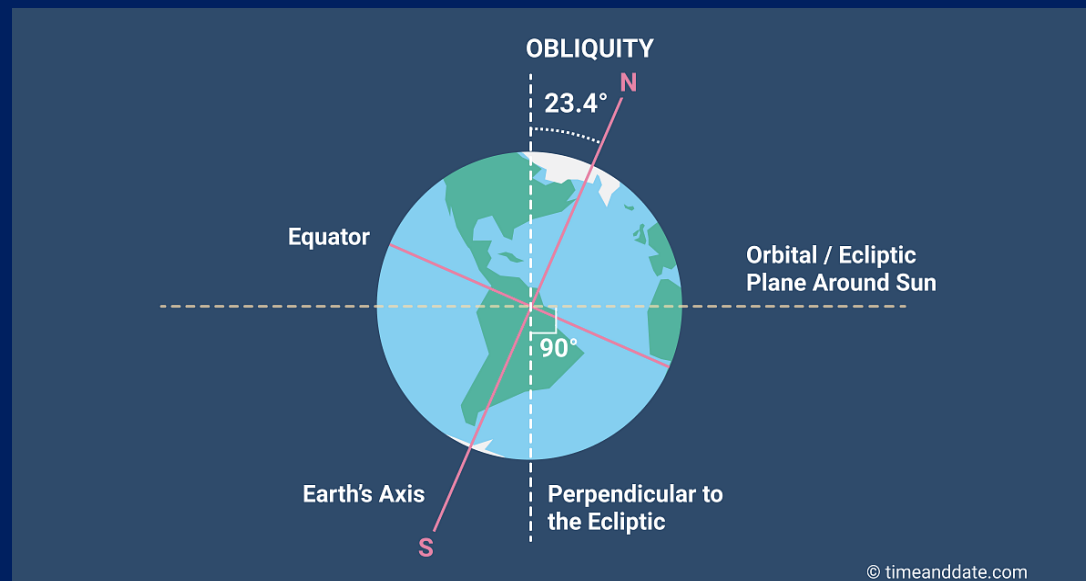 OBLIQUITY
N
23.4°
Equator
Orbital / Ecliptic
Plane Around Sun
90°
Earth's Axis
Perpendicular to
the Ecliptic
S
© timeanddate.com